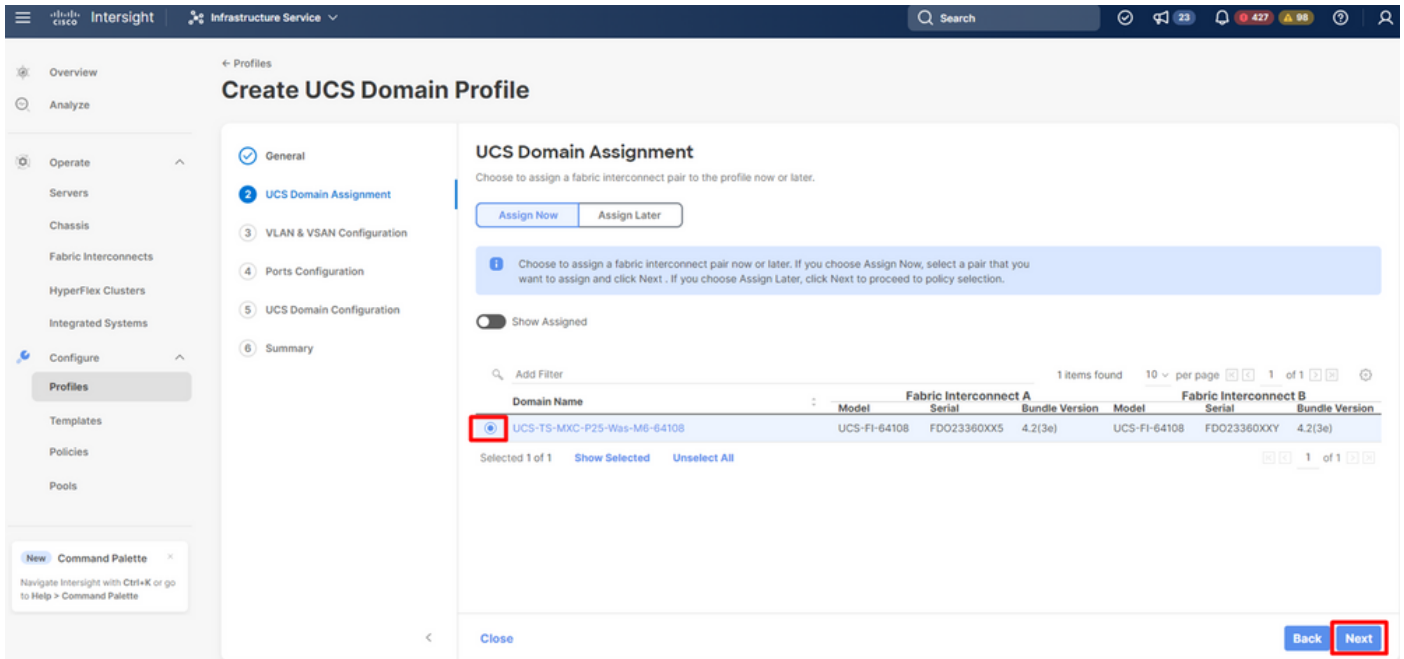 cisco Intersight Infrastructure Service Search 23 427 98
Overview
Analyze
Operate
Servers
Chassis
Fabric Interconnects
HyperFlex Clusters
Integrated Systems
Configure
Profiles
Templates
Policies
Pools
New Command Palette
Navigate Intersight with Ctrl+K or go
to Help > Command Palette
← Profiles
Create UCS Domain Profile
General
2 UCS Domain Assignment
3 VLAN & VSAN Configuration
4 Ports Configuration
5 UCS Domain Configuration
6 Summary
UCS Domain Assignment
Choose to assign a fabric interconnect pair to the profile now or later.
Assign Now Assign Later
Choose to assign a fabric interconnect pair now or later. If you choose Assign Now, select a pair that you
want to assign and click Next . If you choose Assign Later, click Next to proceed to policy selection.
Show Assigned
Add Filter 1 items found 10 per page 1 of 1
Domain Name Fabric Interconnect A Fabric Interconnect B
Model Serial Bundle Version Model Serial Bundle Version
UCS-TS-MXC-P25-Was-M6-64108 UCS-FI-64108 FDO23360XX5 4.2(3e) UCS-FI-64108 FDO23360XXY 4.2(3e)
Selected 1 of 1 Show Selected Unselect All 1 of 1
Close Back Next